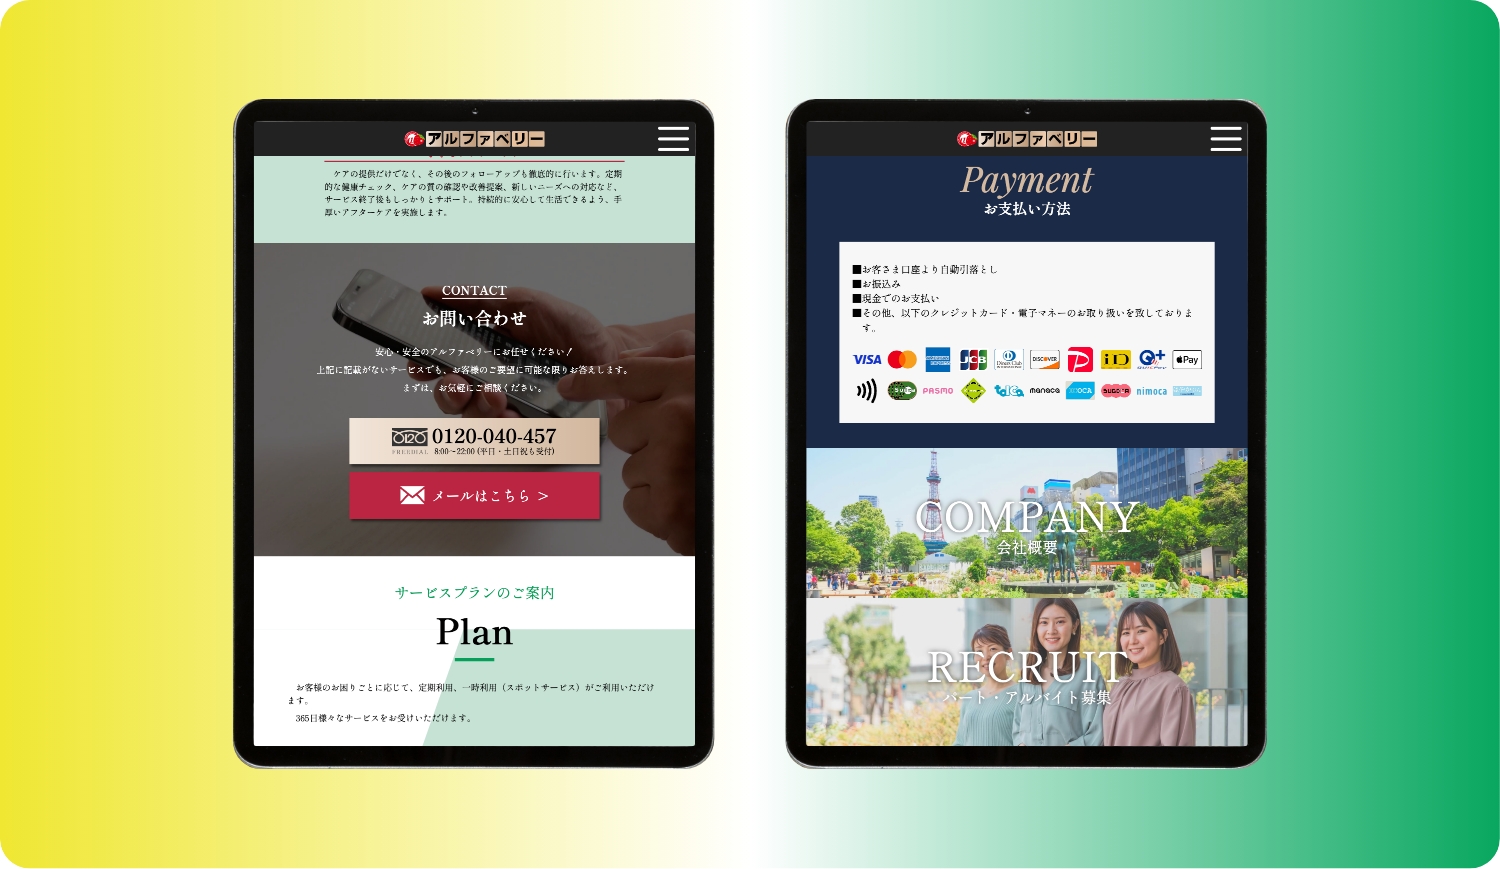 アルファベリー
ケアの提供だけでなく、その後のフォローアップも徹底的に行います。定期
的な健康チェック、ケアの質の確認や改善提案、新しいニーズへの対応など、
サービス終了後もしっかりとサポート。持続的に安心して生活できるよう、手
厚いアフターケアを実施します。
CONTACT
お問い合わせ
安心・安全のアルファベリーにお任せください！
上記に記載がないサービスでも、お客様のご要望に可能な限りお答えします。
まずは、お気軽にご相談ください。
0120-040-457
FREEDIAL 8:00～22:00 (平日・土日祝も受付)
メールはこちら ＞
サービスプランのご案内
Plan
お客様のお困りごとに応じて、定期利用、一時利用（スポットサービス）がご利用いただけ
ます。
365日様々なサービスをお受けいただけます。
アルファベリー
Payment
お支払い方法
■お客さま口座より自動引落とし
■お振込み
■現金でのお支払い
■その他、以下のクレジットカード・電子マネーのお取り扱いを致しておりま
す。
VISA AMERICAN EXPRESS JCB Diners Club DISCOVER iD Q+ Pay
Suica PASMO toica manaca SUGOCA nimoca
COMPANY
会社概要
RECRUIT
パート・アルバイト募集